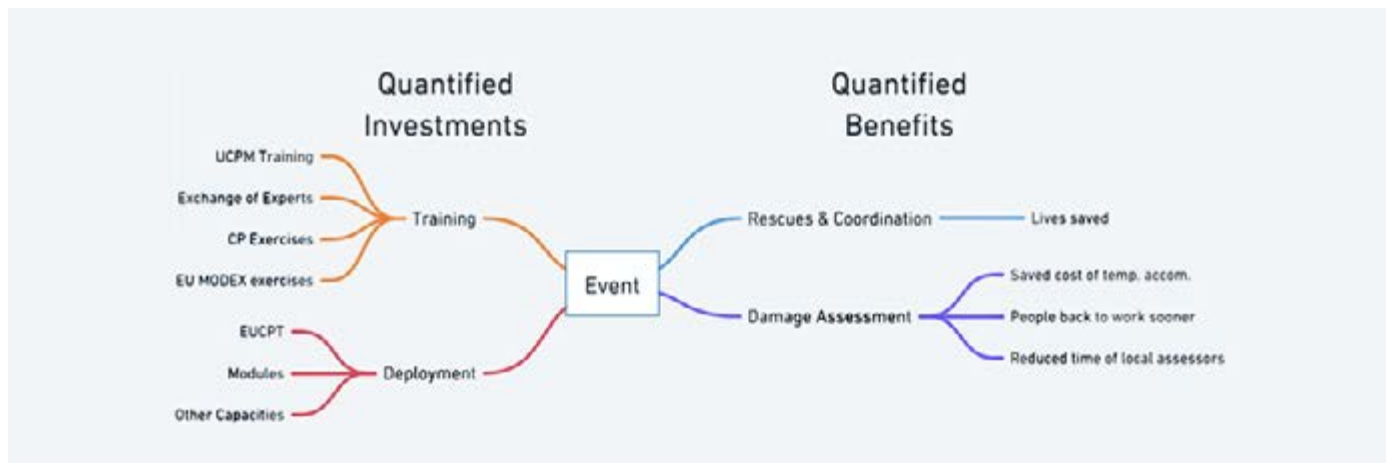 Quantified
Investments
Quantified
Benefits
UCPM Training
Exchange of Experts
CP Exercises
EU MODEX exercises
Training
EUCPT
Modules
Other Capacities
Deployment
Event
Rescues & Coordination
Lives saved
Damage Assessment
Saved cost of temp. accom.
People back to work sooner
Reduced time of local assessors